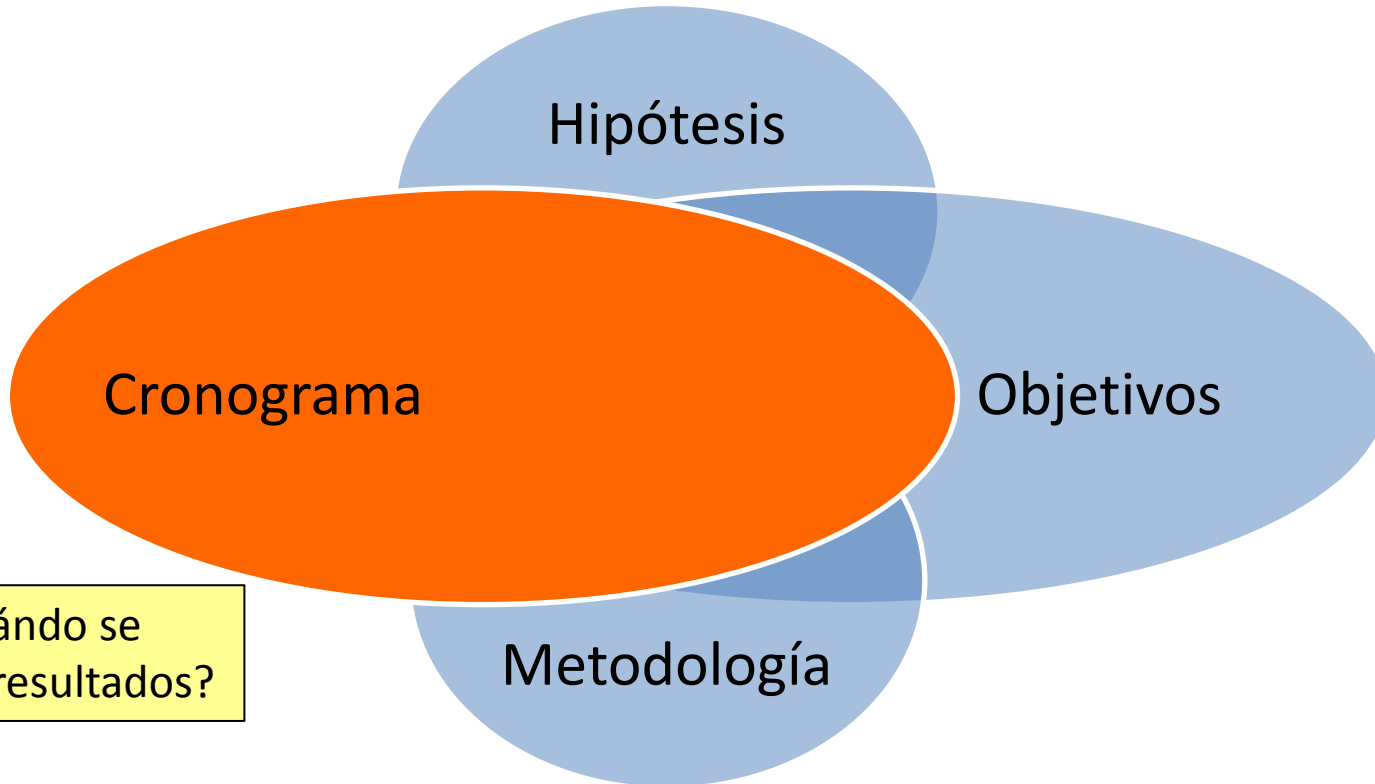 Hipótesis
Cronograma
Objetivos
Metodología
ándo se
resultados?